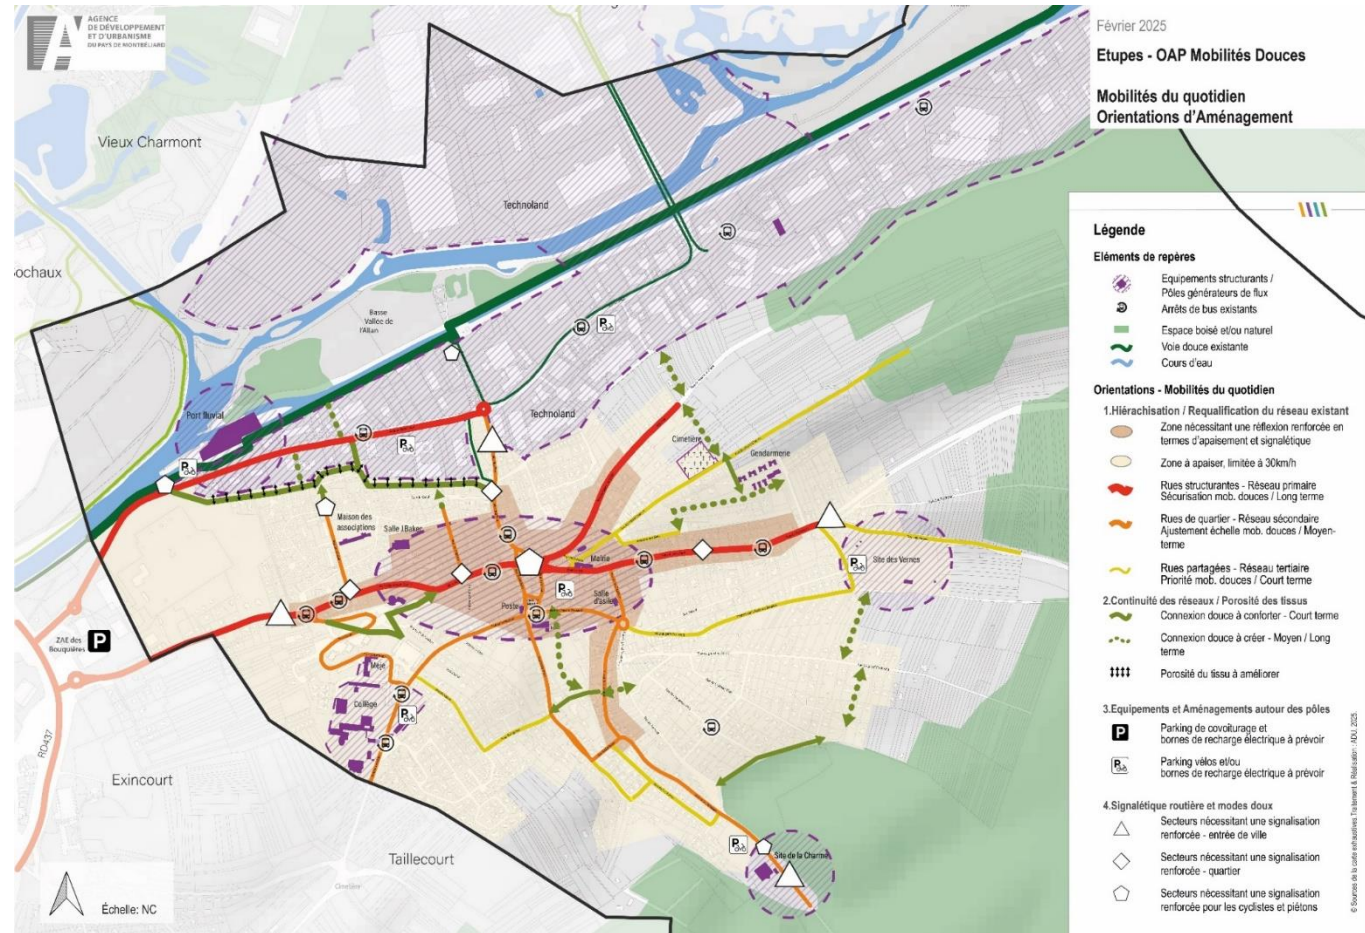 AGENCE
DE DÉVELOPPEMENT
ET D'URBANISME
DU PAYS DE MONTBÉLIARD
Février 2025
Etupes - OAP Mobilités Douces
Mobilités du quotidien
Orientations d'Aménagement
Vieux Charmont
Technoland
ochaux
Basse
Vallée de
l'Allan
Port fluvial
Technoland
Cimetière
Gendarmerie
Maison des
associations
Salle J.Baker
Mairie
Site des Vernes
Poste
Salle
d'asile
ZAE des
Bouquières
P
Collège
RD437
Exincourt
Taillecourt
Cimetière
Site de la Charme
Échelle: NC
Légende
Eléments de repères
Equipements structurants /
Pôles générateurs de flux
Arrêts de bus existants
Espace boisé et/ou naturel
Voie douce existante
Cours d'eau
Orientations - Mobilités du quotidien
1.Hiérachisation / Requalification du réseau existant
Zone nécessitant une réflexion renforcée en
termes d'apaisement et signalétique
Zone à apaiser, limitée à 30km/h
Rues structurantes - Réseau primaire
Sécurisation mob. douces / Long terme
Rues de quartier - Réseau sécondaire
Ajustement échelle mob. douces / Moyen-
terme
Rues partagées - Réseau tertiaire
Priorité mob. douces / Court terme
2.Continuité des réseaux / Porosité des tissus
Connexion douce à conforter - Court terme
Connexion douce à créer - Moyen / Long
terme
Porosité du tissu à améliorer
3.Equipements et Aménagements autour des pôles
P
Parking de covoiturage et
bornes de recharge électrique à prévoir
P
Parking vélos et/ou
bornes de recharge électrique à prévoir
4.Signalétique routière et modes doux
Secteurs nécessitant une signalisation
renforcée - entrée de ville
Secteurs nécessitant une signalisation
renforcée - quartier
Secteurs nécessitant une signalisation
renforcée pour les cyclistes et piétons
© Sources de la carte exhaustives.Traitement & Réalisation : ADU, 2025.